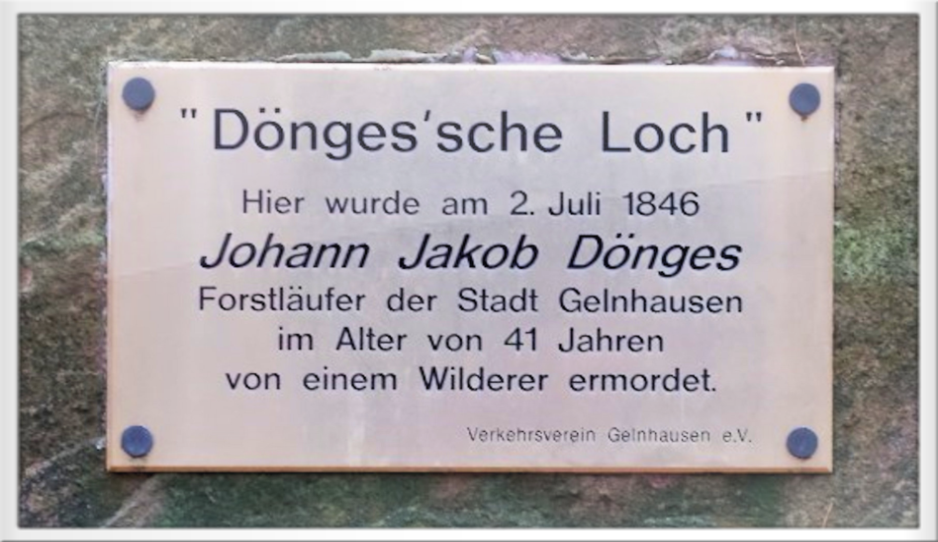 "Dönges'sche Loch"
Hier wurde am 2. Juli 1846
Johann Jakob Dönges
Forstläufer der Stadt Gelnhausen
im Alter von 41 Jahren
von einem Wilderer ermordet.
Verkehrsverein Gelnhausen e.V.